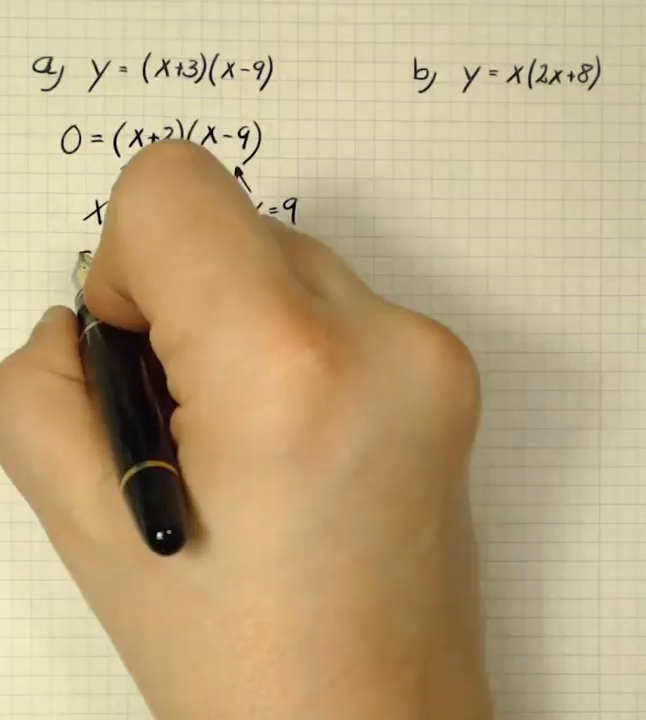 a) y = (x+3)(x-9)
b) y = x(2x+8)
0 = (x+3)(x-9)
x =9